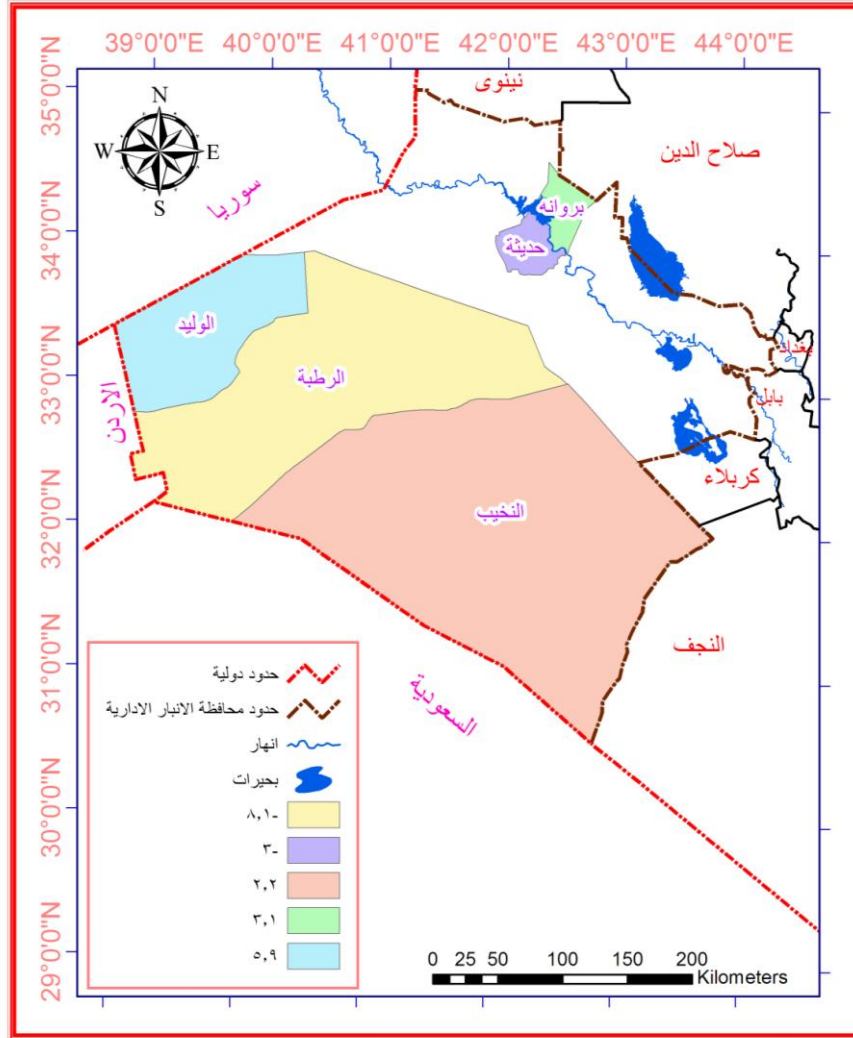 39°0'0"E 40°0'0"E 41°0'0"E 42°0'0"E 43°0'0"E 44°0'0"E
35°0'0"N
34°0'0"N
33°0'0"N
32°0'0"N
31°0'0"N
30°0'0"N
29°0'0"N
N
W E
S
نينوى
صلاح الدين
سوريا
بروانه
حديثة
الوليد
الرطبة
بغداد
بابل
الاردن
كربلاء
النخيب
النجف
السعودية
حدود دولية
حدود محافظة الانبار الادارية
انهار
بحيرات
-٨,١
-٣
٢,٢
٣,١
٥,٩
0 25 50 100 150 200
Kilometers